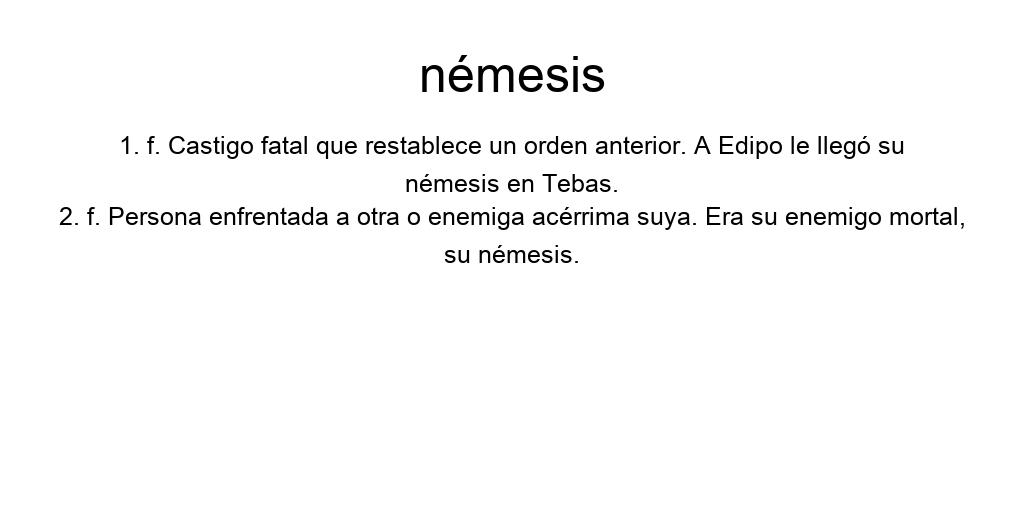 némesis
1. f. Castigo fatal que restablece un orden anterior. A Edipo le llegó su
némesis en Tebas.
2. f. Persona enfrentada a otra o enemiga acérrima suya. Era su enemigo mortal,
su némesis.